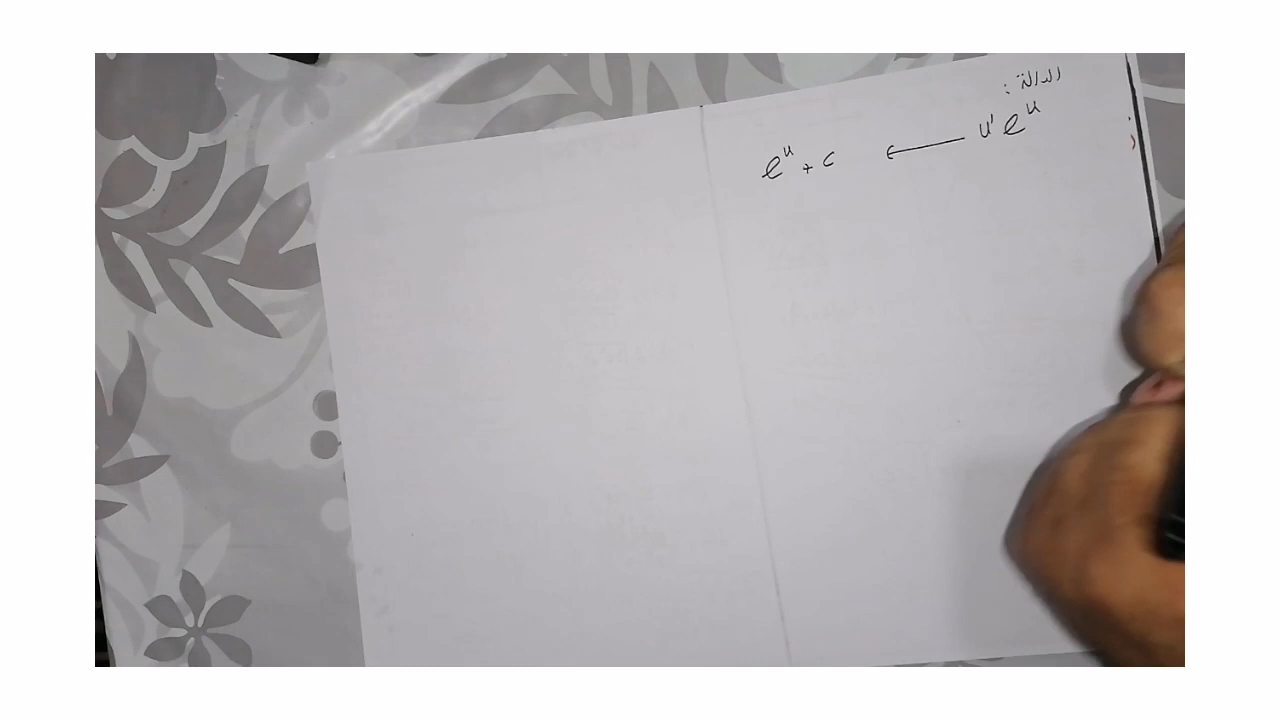 الدالة :
u' e^u ⟵ e^u + c